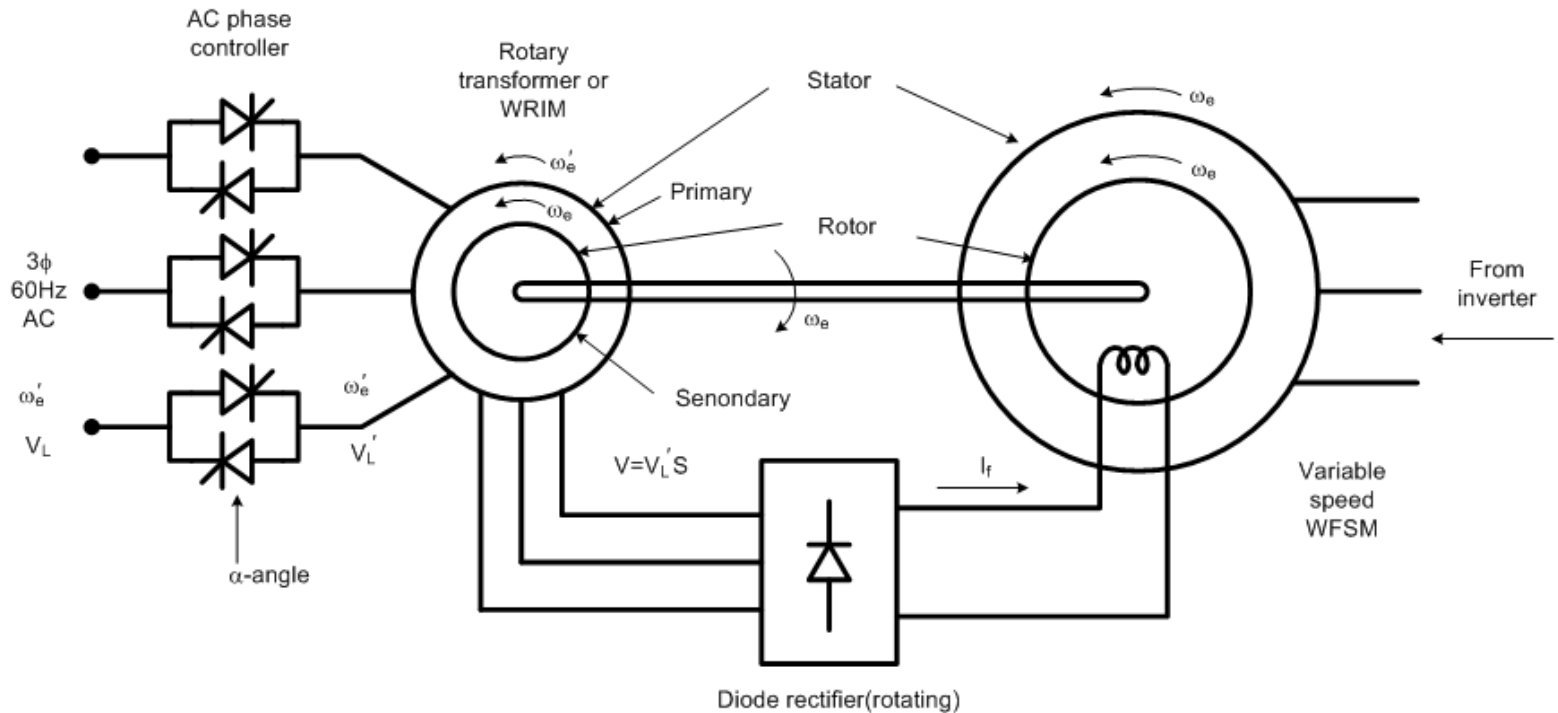 AC phase
controller
Rotary
transformer or
WRIM
Stator
ωe
ωe
ωe'
ωe
Primary
Rotor
3ϕ
60Hz
AC
From
inverter
ωe
ωe'
VL
ωe'
VL'
Senondary
V=VL'S
If
Variable
speed
WFSM
α-angle
Diode rectifier(rotating)